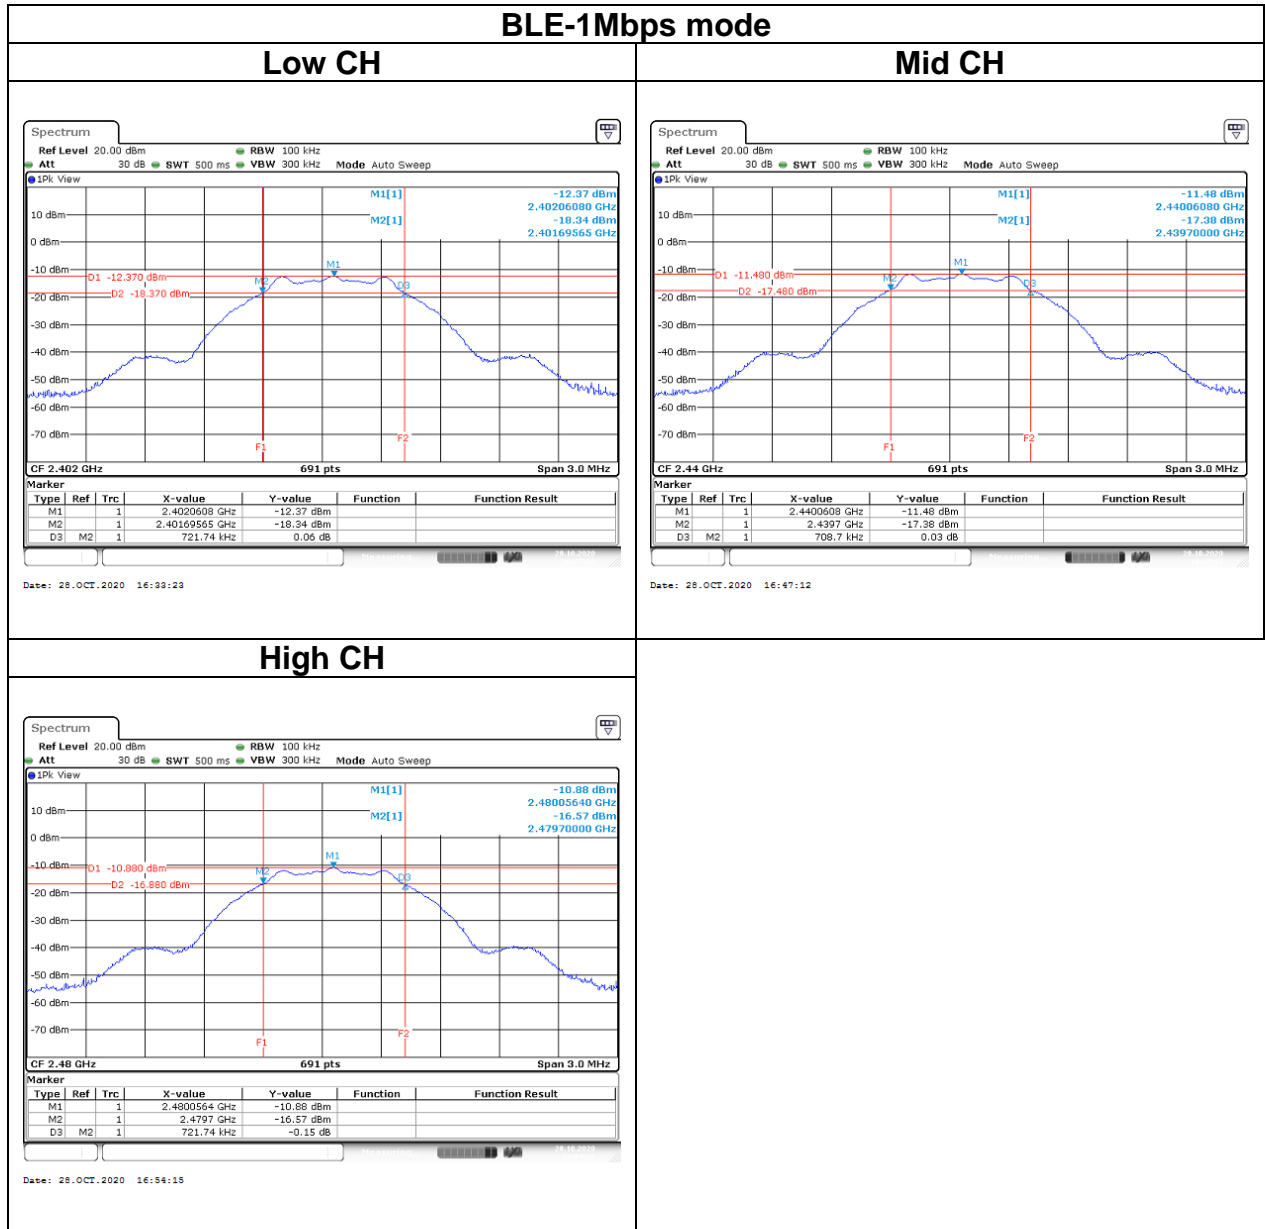 BLE-1Mbps mode
Low CH
Mid CH
Spectrum
Ref Level 20.00 dBm RBW 100 kHz
Att 30 dB SWT 500 ms VBW 300 kHz Mode Auto Sweep
1Pk View
M1[1] -12.37 dBm
2.40206080 GHz
M2[1] -18.34 dBm
2.40169565 GHz
10 dBm
0 dBm
-10 dBm
M1
D1 -12.370 dBm
M2
D3
D2 -18.370 dBm
-20 dBm
-30 dBm
-40 dBm
-50 dBm
-60 dBm
-70 dBm
F1
F2
CF 2.402 GHz 691 pts Span 3.0 MHz
Marker
Type Ref Trc X-value Y-value Function Function Result
M1 1 2.4020608 GHz -12.37 dBm
M2 1 2.40169565 GHz -18.34 dBm
D3 M2 1 721.74 kHz 0.06 dB
28.10.2020
Date: 28.OCT.2020 16:33:23
Spectrum
Ref Level 20.00 dBm RBW 100 kHz
Att 30 dB SWT 500 ms VBW 300 kHz Mode Auto Sweep
1Pk View
M1[1] -11.48 dBm
2.44006080 GHz
M2[1] -17.38 dBm
2.43970000 GHz
10 dBm
0 dBm
-10 dBm
M1
D1 -11.480 dBm
M2
D3
D2 -17.480 dBm
-20 dBm
-30 dBm
-40 dBm
-50 dBm
-60 dBm
-70 dBm
F1
F2
CF 2.44 GHz 691 pts Span 3.0 MHz
Marker
Type Ref Trc X-value Y-value Function Function Result
M1 1 2.4400608 GHz -11.48 dBm
M2 1 2.4397 GHz -17.38 dBm
D3 M2 1 708.7 kHz 0.03 dB
28.10.2020
Date: 28.OCT.2020 16:47:12
High CH
Spectrum
Ref Level 20.00 dBm RBW 100 kHz
Att 30 dB SWT 500 ms VBW 300 kHz Mode Auto Sweep
1Pk View
M1[1] -10.88 dBm
2.48005640 GHz
M2[1] -16.57 dBm
2.47970000 GHz
10 dBm
0 dBm
M1
-10 dBm
D1 -10.880 dBm
M2
D3
D2 -16.880 dBm
-20 dBm
-30 dBm
-40 dBm
-50 dBm
-60 dBm
-70 dBm
F1
F2
CF 2.48 GHz 691 pts Span 3.0 MHz
Marker
Type Ref Trc X-value Y-value Function Function Result
M1 1 2.4800564 GHz -10.88 dBm
M2 1 2.4797 GHz -16.57 dBm
D3 M2 1 721.74 kHz -0.15 dB
28.10.2020
Date: 28.OCT.2020 16:54:15